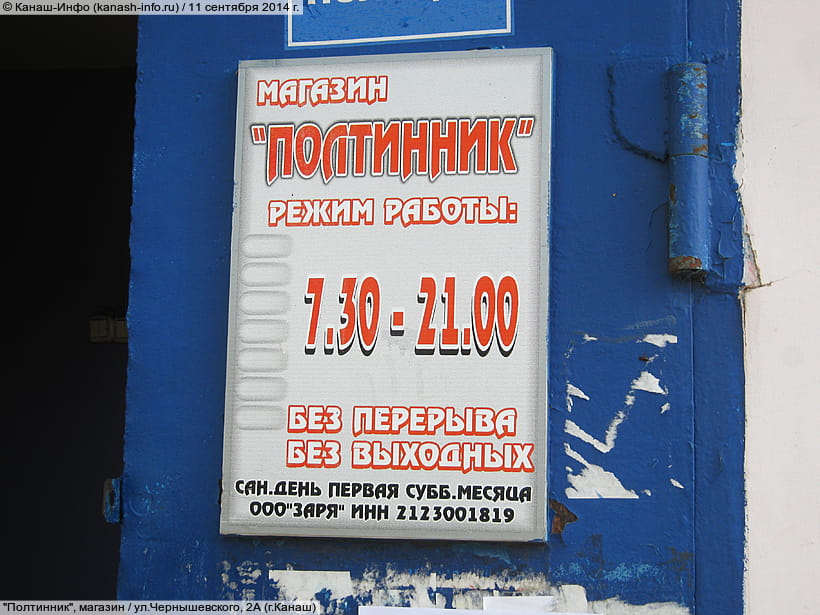 © Канаш-Инфо (kanash-info.ru) / 11 сентября 2014 г.
МАГАЗИН
"ПОЛТИННИК"
РЕЖИМ РАБОТЫ:
7.30 - 21.00
БЕЗ ПЕРЕРЫВА
БЕЗ ВЫХОДНЫХ
САН.ДЕНЬ ПЕРВАЯ СУББ.МЕСЯЦА
ООО"ЗАРЯ" ИНН 2123001819
"Полтинник", магазин / ул.Чернышевского, 2А (г.Канаш)